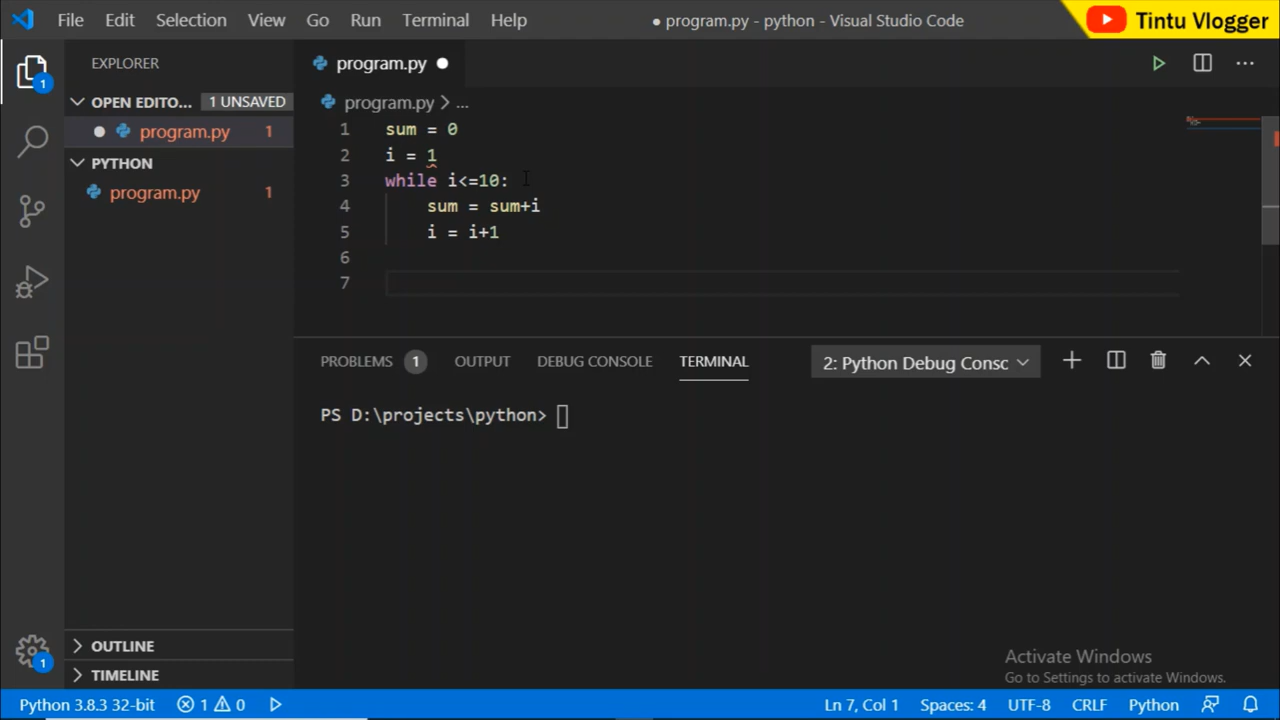 File Edit Selection View Go Run Terminal Help ● program.py - python - Visual Studio Code Tintu Vlogger
EXPLORER program.py ●
OPEN EDITO... 1 UNSAVED program.py > ...
● program.py 1
PYTHON
program.py 1
1 sum = 0
2 i = 1
3 while i<=10:
4 sum = sum+i
5 i = i+1
6
7
PROBLEMS 1 OUTPUT DEBUG CONSOLE TERMINAL 2: Python Debug Consc
PS D:\projects\python>
OUTLINE
TIMELINE
1
1
Activate Windows
Go to Settings to activate Windows.
Python 3.8.3 32-bit 1 0 Ln 7, Col 1 Spaces: 4 UTF-8 CRLF Python